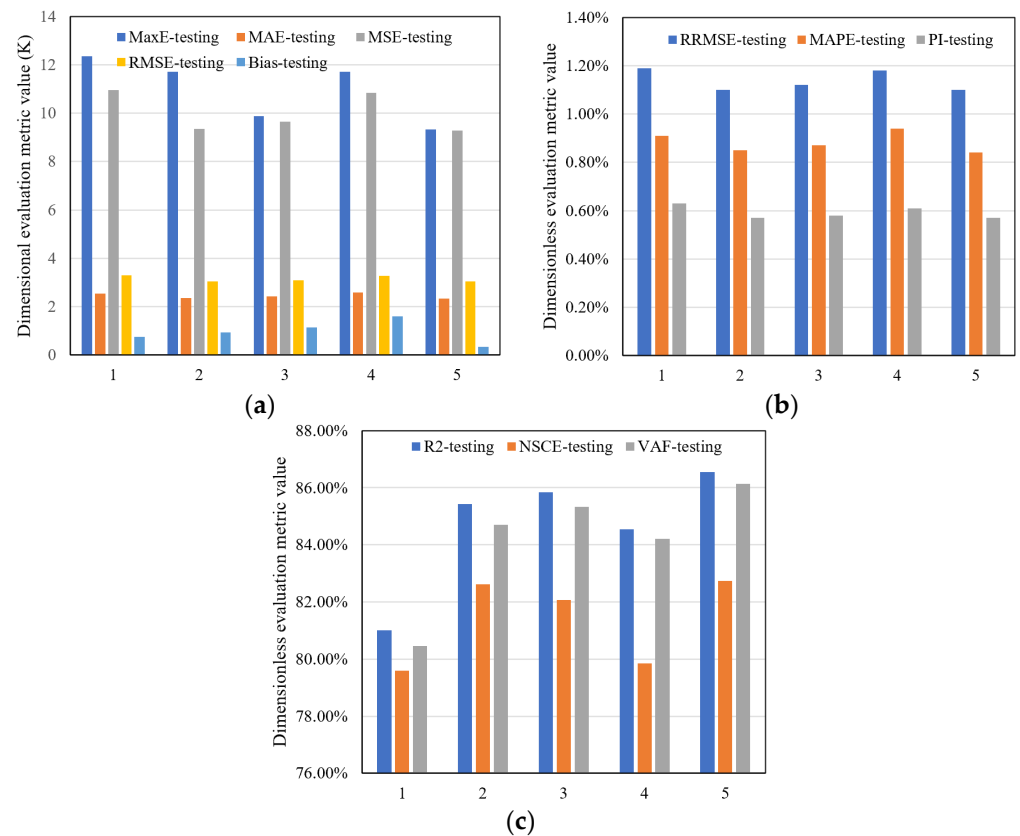 Dimensional evaluation metric value (K)
14
12
10
8
6
4
2
0
MaxE-testing MAE-testing MSE-testing
RMSE-testing Bias-testing
1 2 3 4 5
(a)
Dimensionless evaluation metric value
1.40%
1.20%
1.00%
0.80%
0.60%
0.40%
0.20%
0.00%
RRMSE-testing MAPE-testing PI-testing
1 2 3 4 5
(b)
Dimensionless evaluation metric value
88.00%
86.00%
84.00%
82.00%
80.00%
78.00%
76.00%
R2-testing NSCE-testing VAF-testing
1 2 3 4 5
(c)